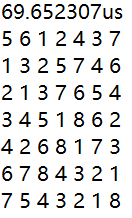 69.652307us
5 6 1 2 4 3 7
1 3 2 5 7 4 6
2 1 3 7 6 5 4
3 4 5 1 8 6 2
4 2 6 8 1 7 3
6 7 8 4 3 2 1
7 5 4 3 2 1 8